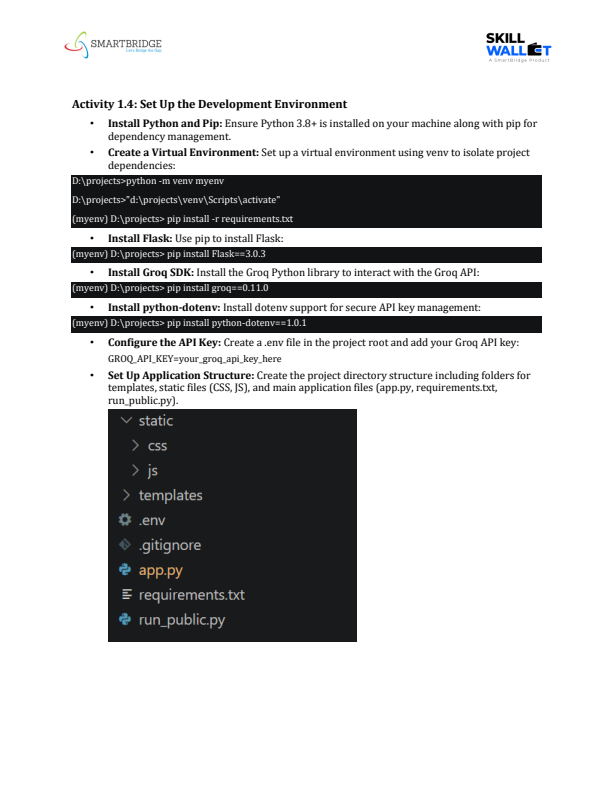 SMARTBRIDGE
Let's Bridge the Gap
SKILL
WALLET
A SmartBridge Product
Activity 1.4: Set Up the Development Environment
• Install Python and Pip: Ensure Python 3.8+ is installed on your machine along with pip for
dependency management.
• Create a Virtual Environment: Set up a virtual environment using venv to isolate project
dependencies:
D:\projects>python -m venv myenv
D:\projects>"d:\projects\venv\Scripts\activate"
(myenv) D:\projects> pip install -r requirements.txt
• Install Flask: Use pip to install Flask:
(myenv) D:\projects> pip install Flask==3.0.3
• Install Groq SDK: Install the Groq Python library to interact with the Groq API:
(myenv) D:\projects> pip install groq==0.11.0
• Install python-dotenv: Install dotenv support for secure API key management:
(myenv) D:\projects> pip install python-dotenv==1.0.1
• Configure the API Key: Create a .env file in the project root and add your Groq API key:
GROQ_API_KEY=your_groq_api_key_here
• Set Up Application Structure: Create the project directory structure including folders for
templates, static files (CSS, JS), and main application files (app.py, requirements.txt,
run_public.py).
static
css
js
templates
.env
.gitignore
app.py
requirements.txt
run_public.py